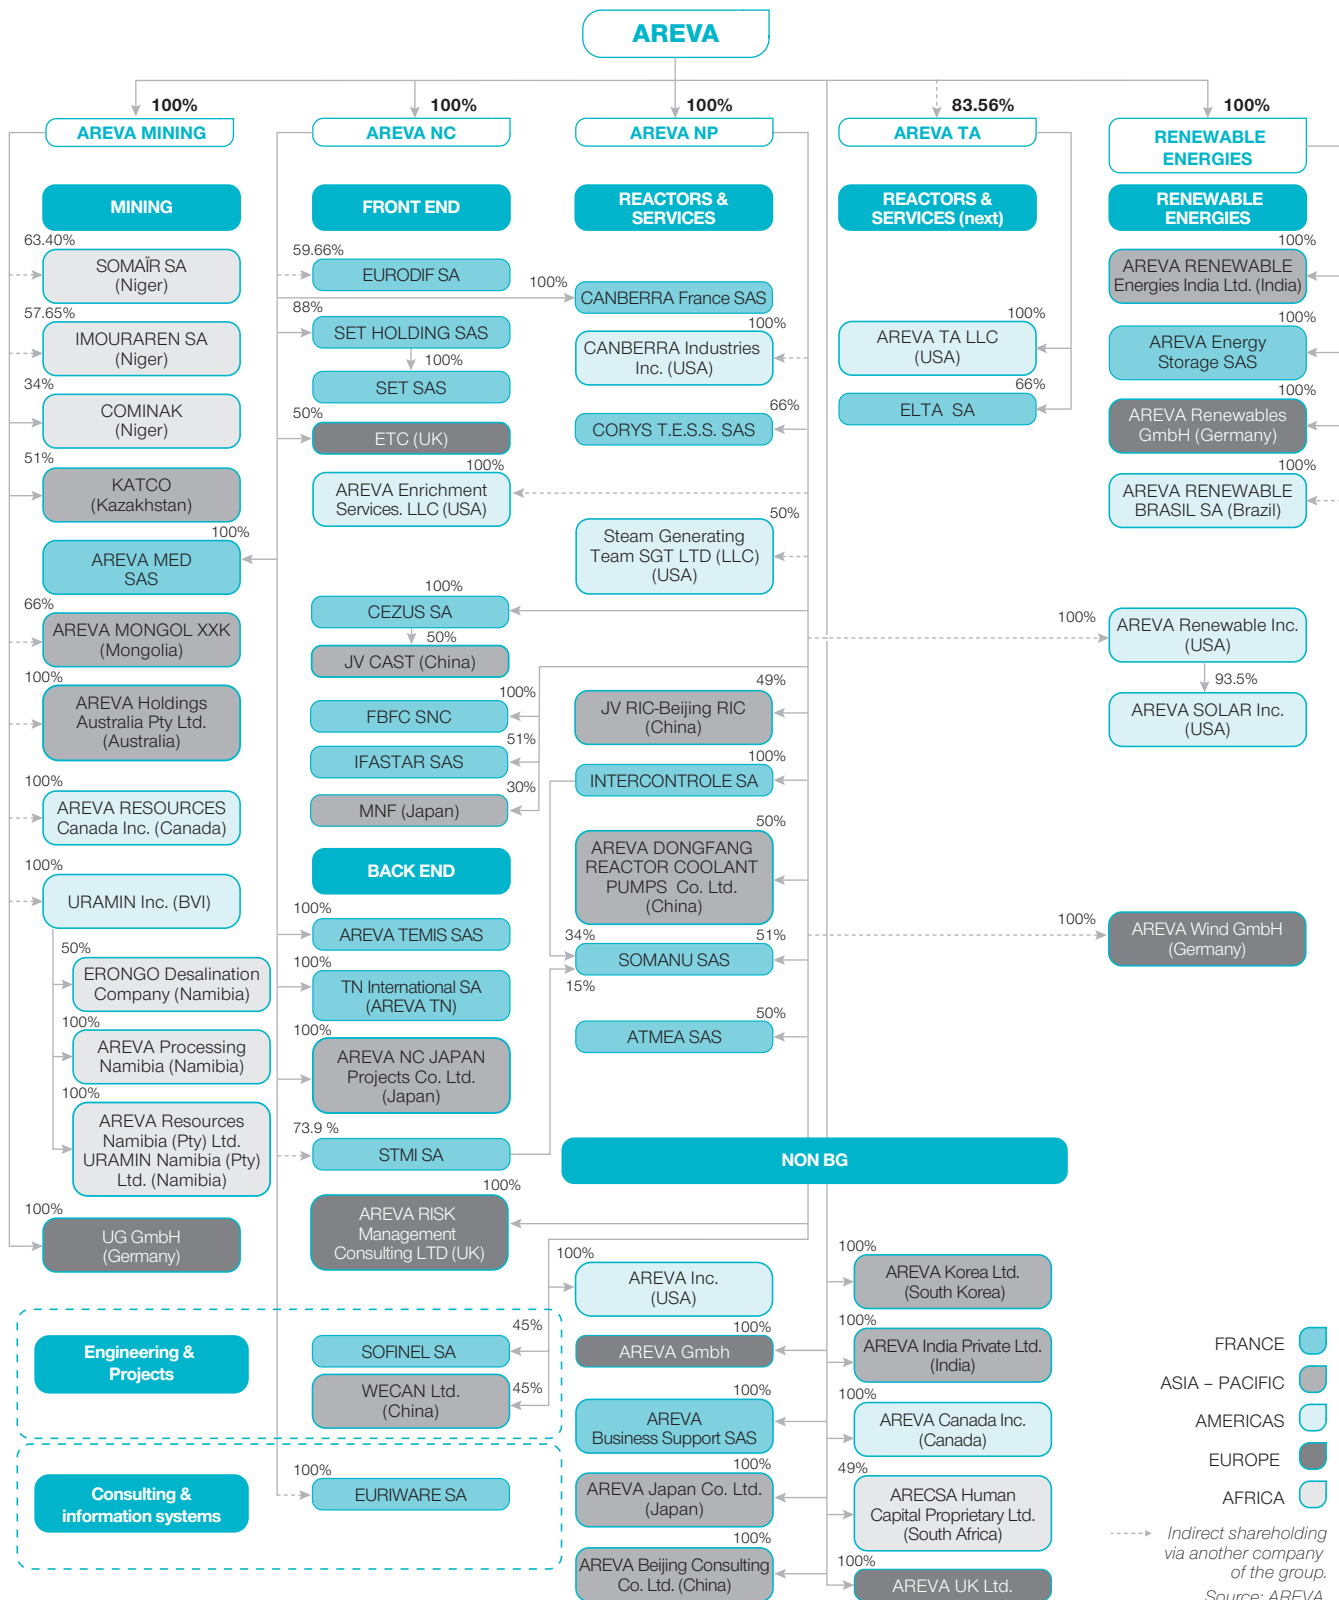 AREVA
100%
AREVA MINING
100%
AREVA NC
100%
AREVA NP
83.56%
AREVA TA
100%
RENEWABLE
ENERGIES
MINING
63.40%
SOMAÏR SA
(Niger)
57.65%
IMOURAREN SA
(Niger)
34%
COMINAK
(Niger)
51%
KATCO
(Kazakhstan)
100%
AREVA MED
SAS
66%
AREVA MONGOL XXK
(Mongolia)
100%
AREVA Holdings
Australia Pty Ltd.
(Australia)
100%
AREVA RESOURCES
Canada Inc. (Canada)
100%
URAMIN Inc. (BVI)
50%
ERONGO Desalination
Company (Namibia)
100%
AREVA Processing
Namibia (Namibia)
100%
AREVA Resources
Namibia (Pty) Ltd.
URAMIN Namibia (Pty)
Ltd. (Namibia)
100%
UG GmbH
(Germany)
FRONT END
59.66%
EURODIF SA
88%
SET HOLDING SAS
100%
SET SAS
50%
ETC (UK)
100%
AREVA Enrichment
Services. LLC (USA)
100%
CEZUS SA
50%
JV CAST (China)
100%
FBFC SNC
51%
IFASTAR SAS
30%
MNF (Japan)
BACK END
100%
AREVA TEMIS SAS
100%
TN International SA
(AREVA TN)
100%
AREVA NC JAPAN
Projects Co. Ltd.
(Japan)
73.9 %
STMI SA
100%
AREVA RISK
Management
Consulting LTD (UK)
REACTORS &
SERVICES
100%
CANBERRA France SAS
100%
CANBERRA Industries
Inc. (USA)
66%
CORYS T.E.S.S. SAS
50%
Steam Generating
Team SGT LTD (LLC)
(USA)
49%
JV RIC-Beijing RIC
(China)
100%
INTERCONTROLE SA
50%
AREVA DONGFANG
REACTOR COOLANT
PUMPS Co. Ltd.
(China)
34%
51%
SOMANU SAS
15%
50%
ATMEA SAS
REACTORS &
SERVICES (next)
100%
AREVA TA LLC
(USA)
66%
ELTA SA
RENEWABLE
ENERGIES
100%
AREVA RENEWABLE
Energies India Ltd. (India)
100%
AREVA Energy
Storage SAS
100%
AREVA Renewables
GmbH (Germany)
100%
AREVA RENEWABLE
BRASIL SA (Brazil)
100%
AREVA Renewable Inc.
(USA)
93.5%
AREVA SOLAR Inc.
(USA)
100%
AREVA Wind GmbH
(Germany)
NON BG
100%
AREVA Inc.
(USA)
100%
AREVA Gmbh
100%
AREVA
Business Support SAS
100%
AREVA Japan Co. Ltd.
(Japan)
100%
AREVA Beijing Consulting
Co. Ltd. (China)
100%
AREVA Korea Ltd.
(South Korea)
100%
AREVA India Private Ltd.
(India)
100%
AREVA Canada Inc.
(Canada)
49%
ARECSA Human
Capital Proprietary Ltd.
(South Africa)
100%
AREVA UK Ltd.
Engineering &
Projects
45%
SOFINEL SA
WECAN Ltd.
(China)
45%
Consulting &
information systems
100%
EURIWARE SA
FRANCE
ASIA – PACIFIC
AMERICAS
EUROPE
AFRICA
Indirect shareholding
via another company
of the group.
Source: AREVA.